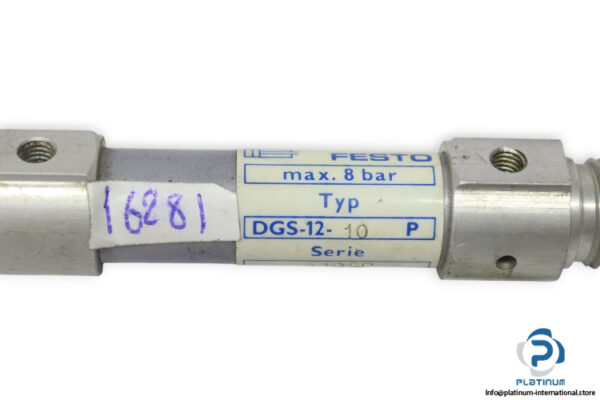 16281
FESTO
max. 8 bar
Typ
DGS-12- 10 P
Serie
PLATINUM
Info@platinum-international.store